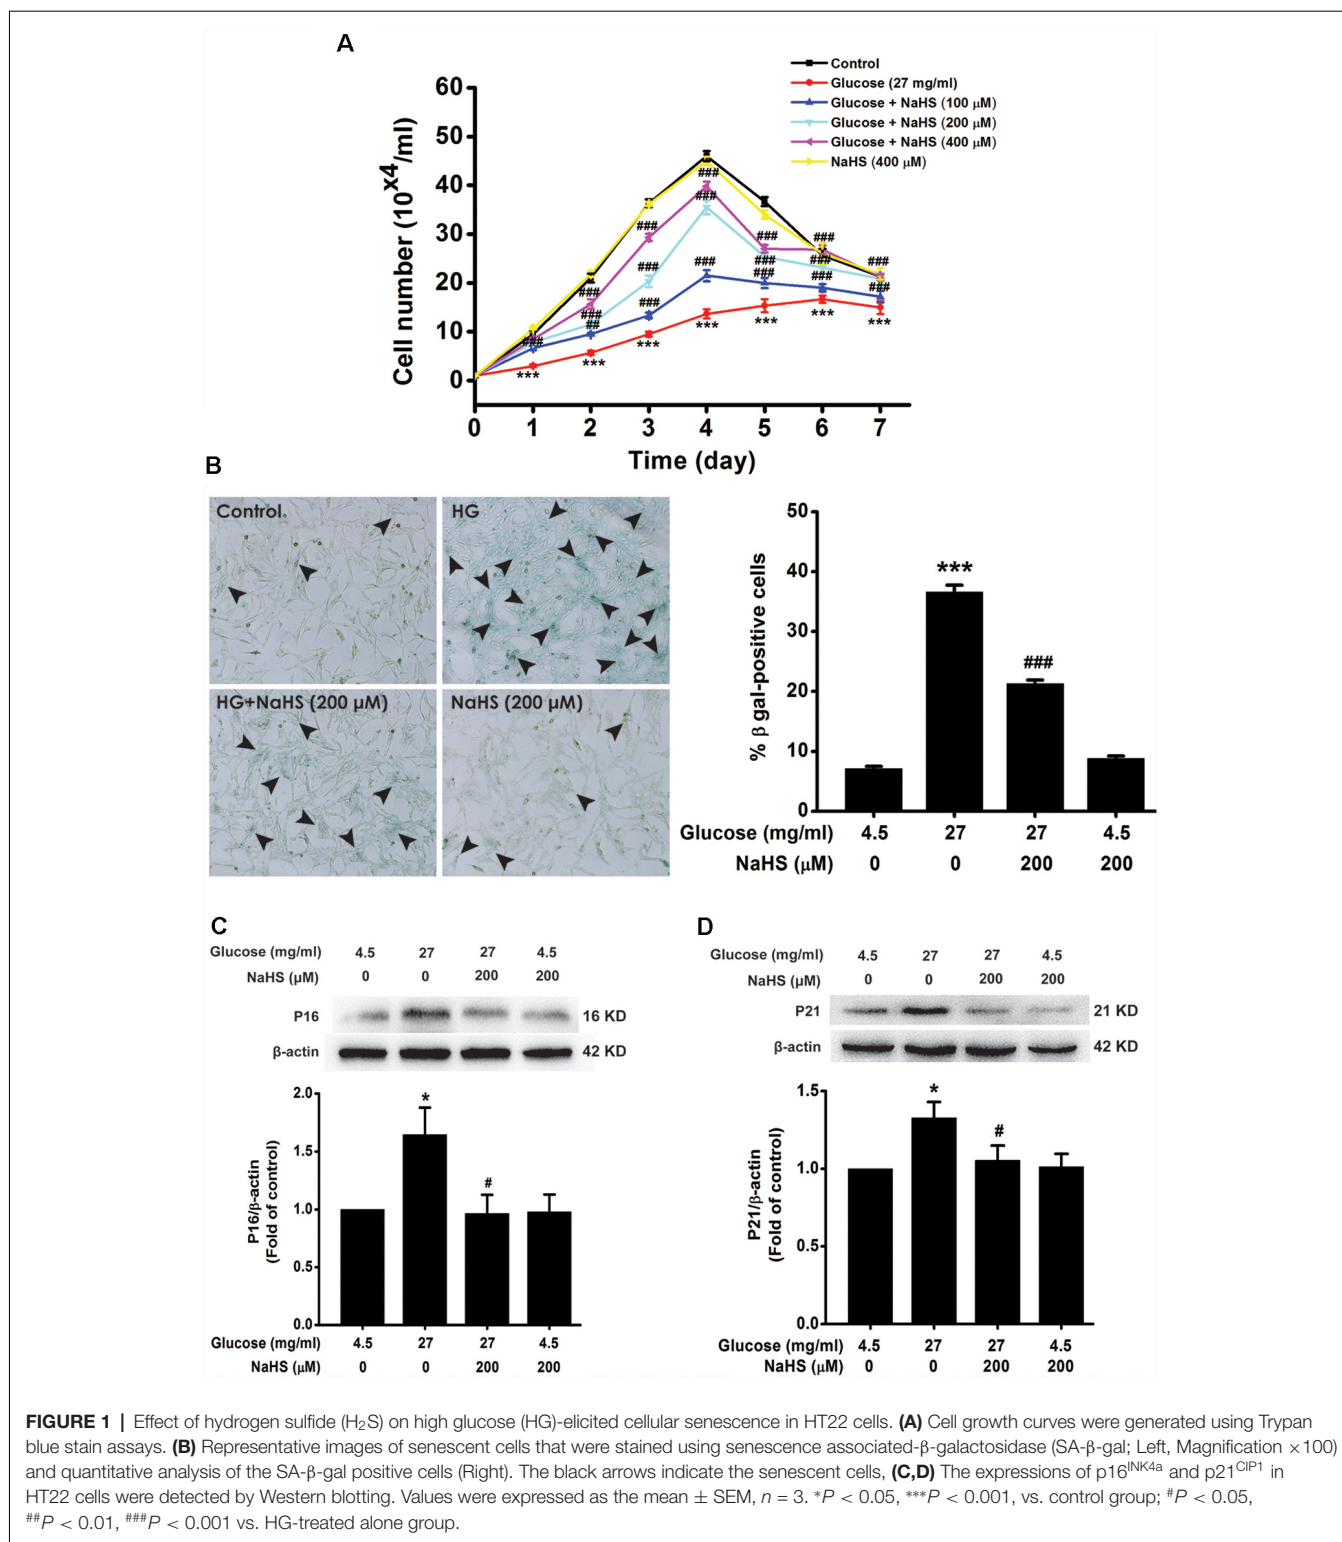 A
Control
Glucose (27 mg/ml)
Glucose + NaHS (100 µM)
Glucose + NaHS (200 µM)
Glucose + NaHS (400 µM)
NaHS (400 µM)
60
50
40
30
20
10
0
Cell number (10^x4/ml)
###
###
###
###
###
###
###
###
###
##
###
###
###
###
###
###
###
###
###
***
***
***
***
***
***
***
0 1 2 3 4 5 6 7
Time (day)
B
Control
HG
HG+NaHS (200 µM)
NaHS (200 µM)
50
40
30
20
10
0
% β gal-positive cells
***
###
Glucose (mg/ml) 4.5 27 27 4.5
NaHS (µM) 0 0 200 200
C
Glucose (mg/ml) 4.5 27 27 4.5
NaHS (µM) 0 0 200 200
P16 16 KD
β-actin 42 KD
2.0
1.5
1.0
0.5
0.0
P16/β-actin
(Fold of control)
*
#
Glucose (mg/ml) 4.5 27 27 4.5
NaHS (µM) 0 0 200 200
D
Glucose (mg/ml) 4.5 27 27 4.5
NaHS (µM) 0 0 200 200
P21 21 KD
β-actin 42 KD
1.5
1.0
0.5
0.0
P21/β-actin
(Fold of control)
*
#
Glucose (mg/ml) 4.5 27 27 4.5
NaHS (µM) 0 0 200 200
FIGURE 1 | Effect of hydrogen sulfide (H₂S) on high glucose (HG)-elicited cellular senescence in HT22 cells. (A) Cell growth curves were generated using Trypan
blue stain assays. (B) Representative images of senescent cells that were stained using senescence associated-β-galactosidase (SA-β-gal; Left, Magnification ×100)
and quantitative analysis of the SA-β-gal positive cells (Right). The black arrows indicate the senescent cells, (C,D) The expressions of p16^INK4a and p21^CIP1 in
HT22 cells were detected by Western blotting. Values were expressed as the mean ± SEM, n = 3. *P < 0.05, ***P < 0.001, vs. control group; #P < 0.05,
##P < 0.01, ###P < 0.001 vs. HG-treated alone group.